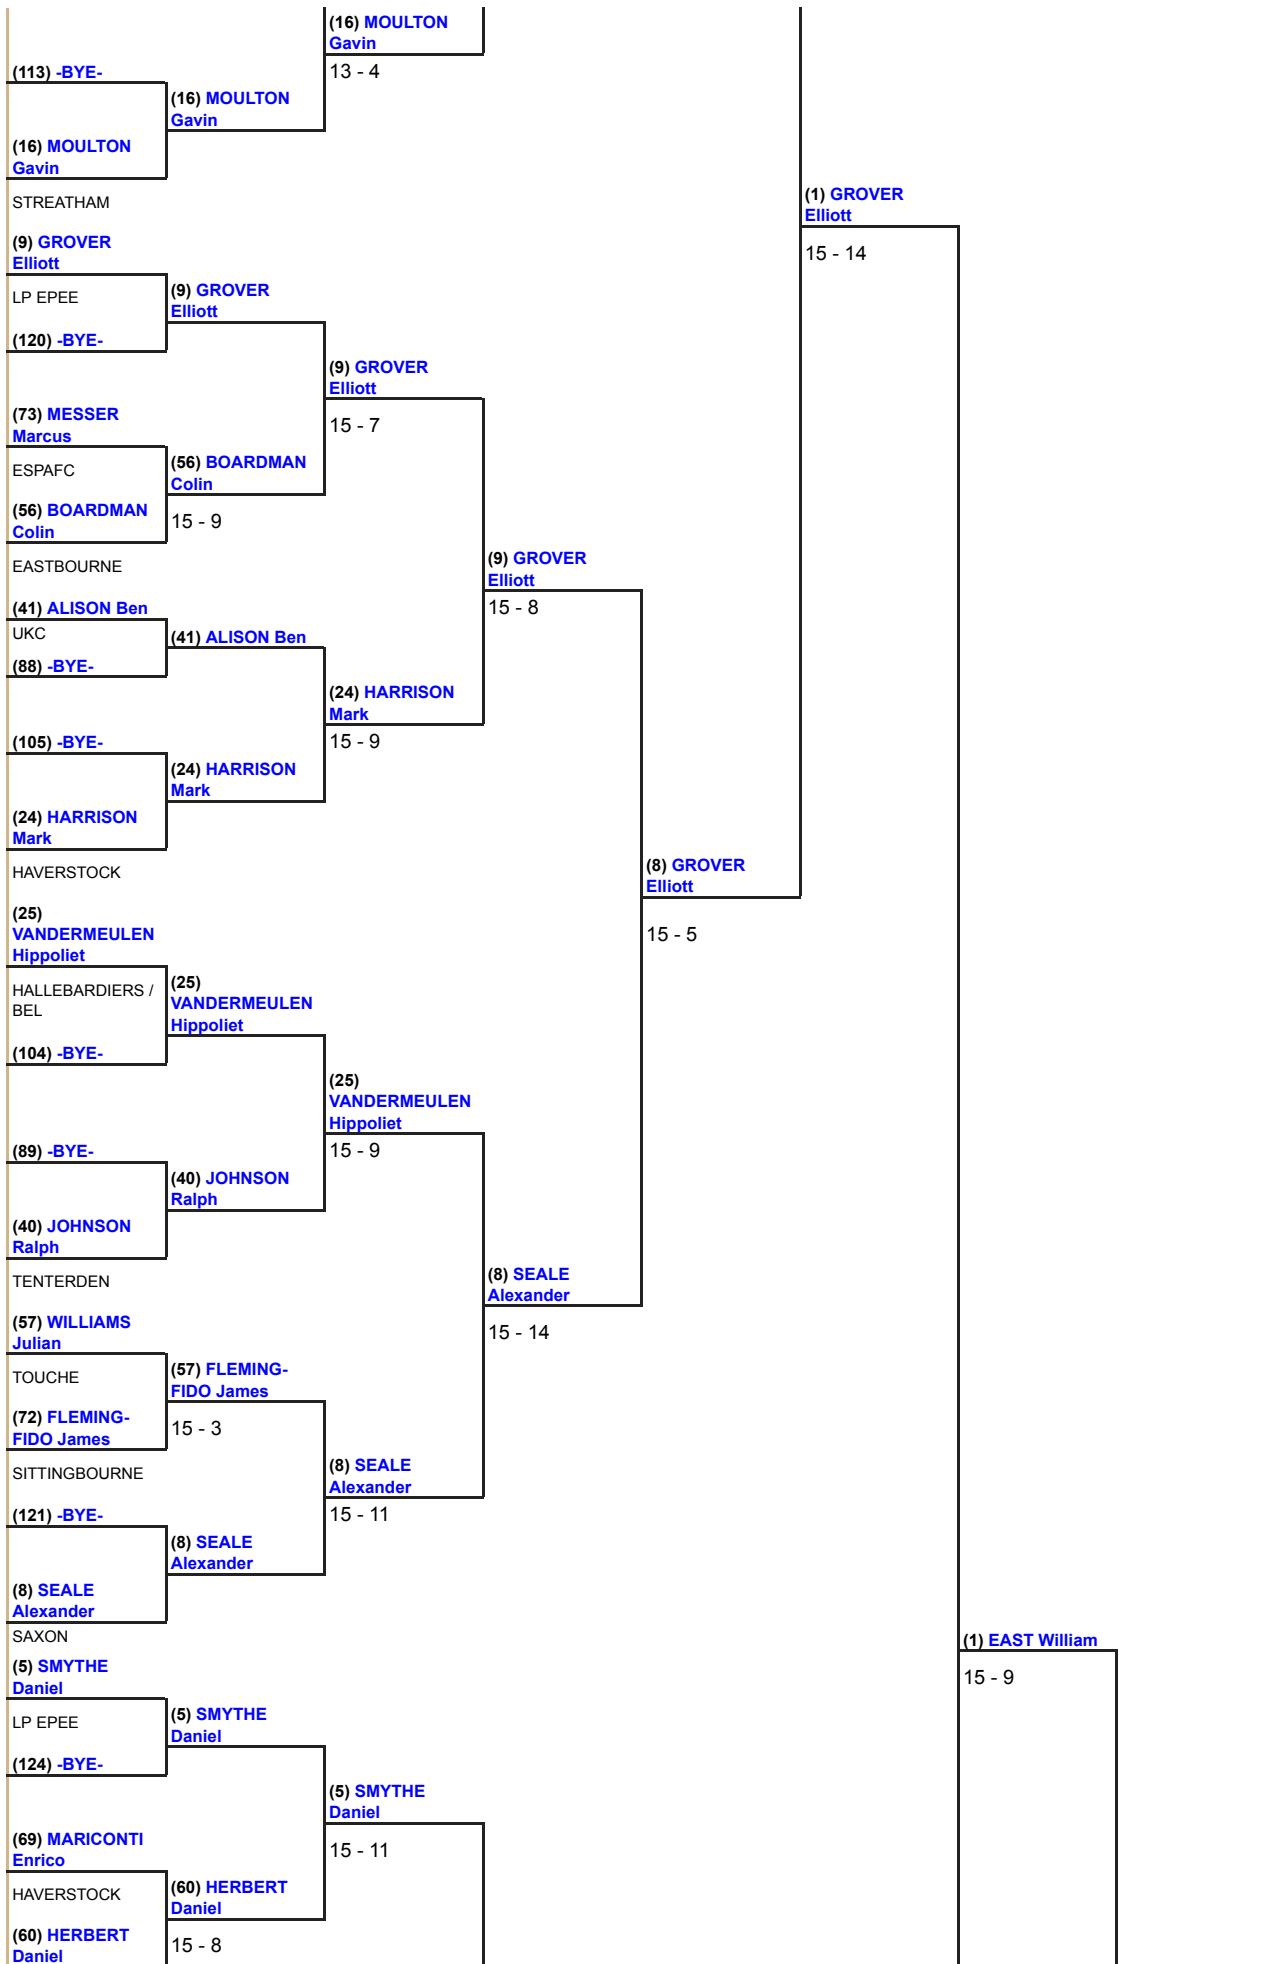 (16) MOULTON
Gavin
13 - 4
(113) -BYE-
(16) MOULTON
Gavin
(16) MOULTON
Gavin
STREATHAM
(1) GROVER
Elliott
15 - 14
(9) GROVER
Elliott
LP EPEE
(9) GROVER
Elliott
(120) -BYE-
(9) GROVER
Elliott
15 - 7
(73) MESSER
Marcus
ESPAFC
(56) BOARDMAN
Colin
(56) BOARDMAN
Colin
15 - 9
EASTBOURNE
(9) GROVER
Elliott
15 - 8
(41) ALISON Ben
UKC
(41) ALISON Ben
(88) -BYE-
(24) HARRISON
Mark
15 - 9
(105) -BYE-
(24) HARRISON
Mark
(24) HARRISON
Mark
HAVERSTOCK
(8) GROVER
Elliott
15 - 5
(25)
VANDERMEULEN
Hippoliet
HALLEBARDIERS /
BEL
(25)
VANDERMEULEN
Hippoliet
(104) -BYE-
(25)
VANDERMEULEN
Hippoliet
15 - 9
(89) -BYE-
(40) JOHNSON
Ralph
(40) JOHNSON
Ralph
TENTERDEN
(8) SEALE
Alexander
15 - 14
(57) WILLIAMS
Julian
TOUCHE
(57) FLEMING-
FIDO James
15 - 3
(72) FLEMING-
FIDO James
SITTINGBOURNE
(8) SEALE
Alexander
15 - 11
(121) -BYE-
(8) SEALE
Alexander
(8) SEALE
Alexander
SAXON
(1) EAST William
15 - 9
(5) SMYTHE
Daniel
LP EPEE
(5) SMYTHE
Daniel
(124) -BYE-
(5) SMYTHE
Daniel
15 - 11
(69) MARICONTI
Enrico
HAVERSTOCK
(60) HERBERT
Daniel
(60) HERBERT
Daniel
15 - 8